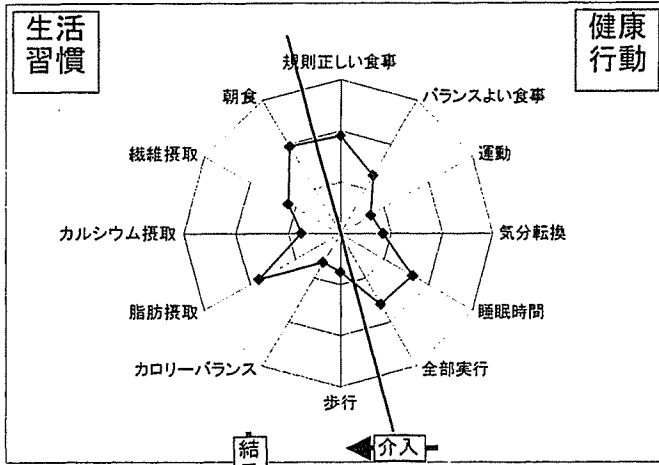 生活
習慣
健康
行動
規則正しい食事
朝食
バランスよい食事
繊維摂取
運動
カルシウム摂取
気分転換
脂肪摂取
睡眠時間
カロリーバランス
全部実行
歩行
結
介入